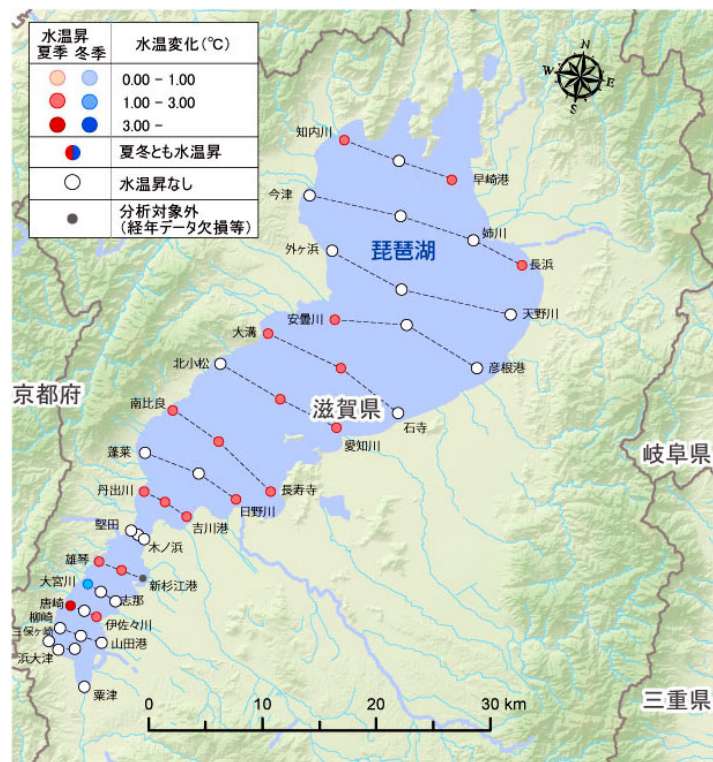 水温昇
夏季 冬季
水温変化(℃)
0.00 - 1.00
1.00 - 3.00
3.00 -
夏冬とも水温昇
水温昇なし
分析対象外
(経年データ欠損等)
N
W
E
S
知内川
早崎港
今津
姉川
琵琶湖
外ヶ浜
長浜
安曇川
天野川
大溝
北小松
彦根港
京都府
南比良
滋賀県
石寺
愛知川
蓬莱
岐阜県
丹出川
長寿寺
日野川
吉川港
堅田
木ノ浜
雄琴
大宮川
新杉江港
唐崎
志那
柳崎
伊佐々川
三保ヶ崎
山田港
浜大津
粟津
三重県
0 10 20 30 km